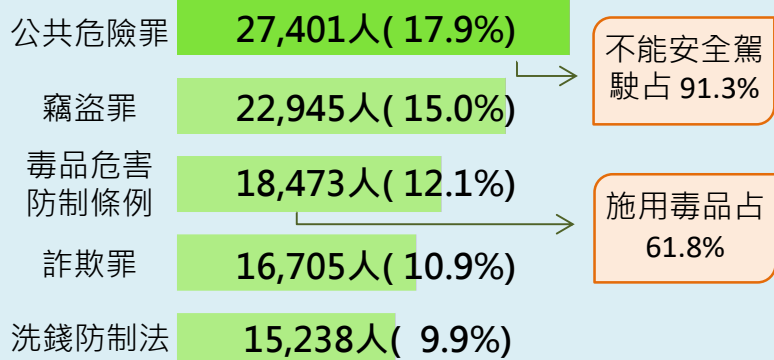 公共危險罪
27,401人( 17.9%)
不能安全駕
駛占 91.3%
竊盜罪
22,945人( 15.0%)
毒品危害
防制條例
18,473人( 12.1%)
施用毒品占
61.8%
詐欺罪
16,705人( 10.9%)
洗錢防制法
15,238人( 9.9%)